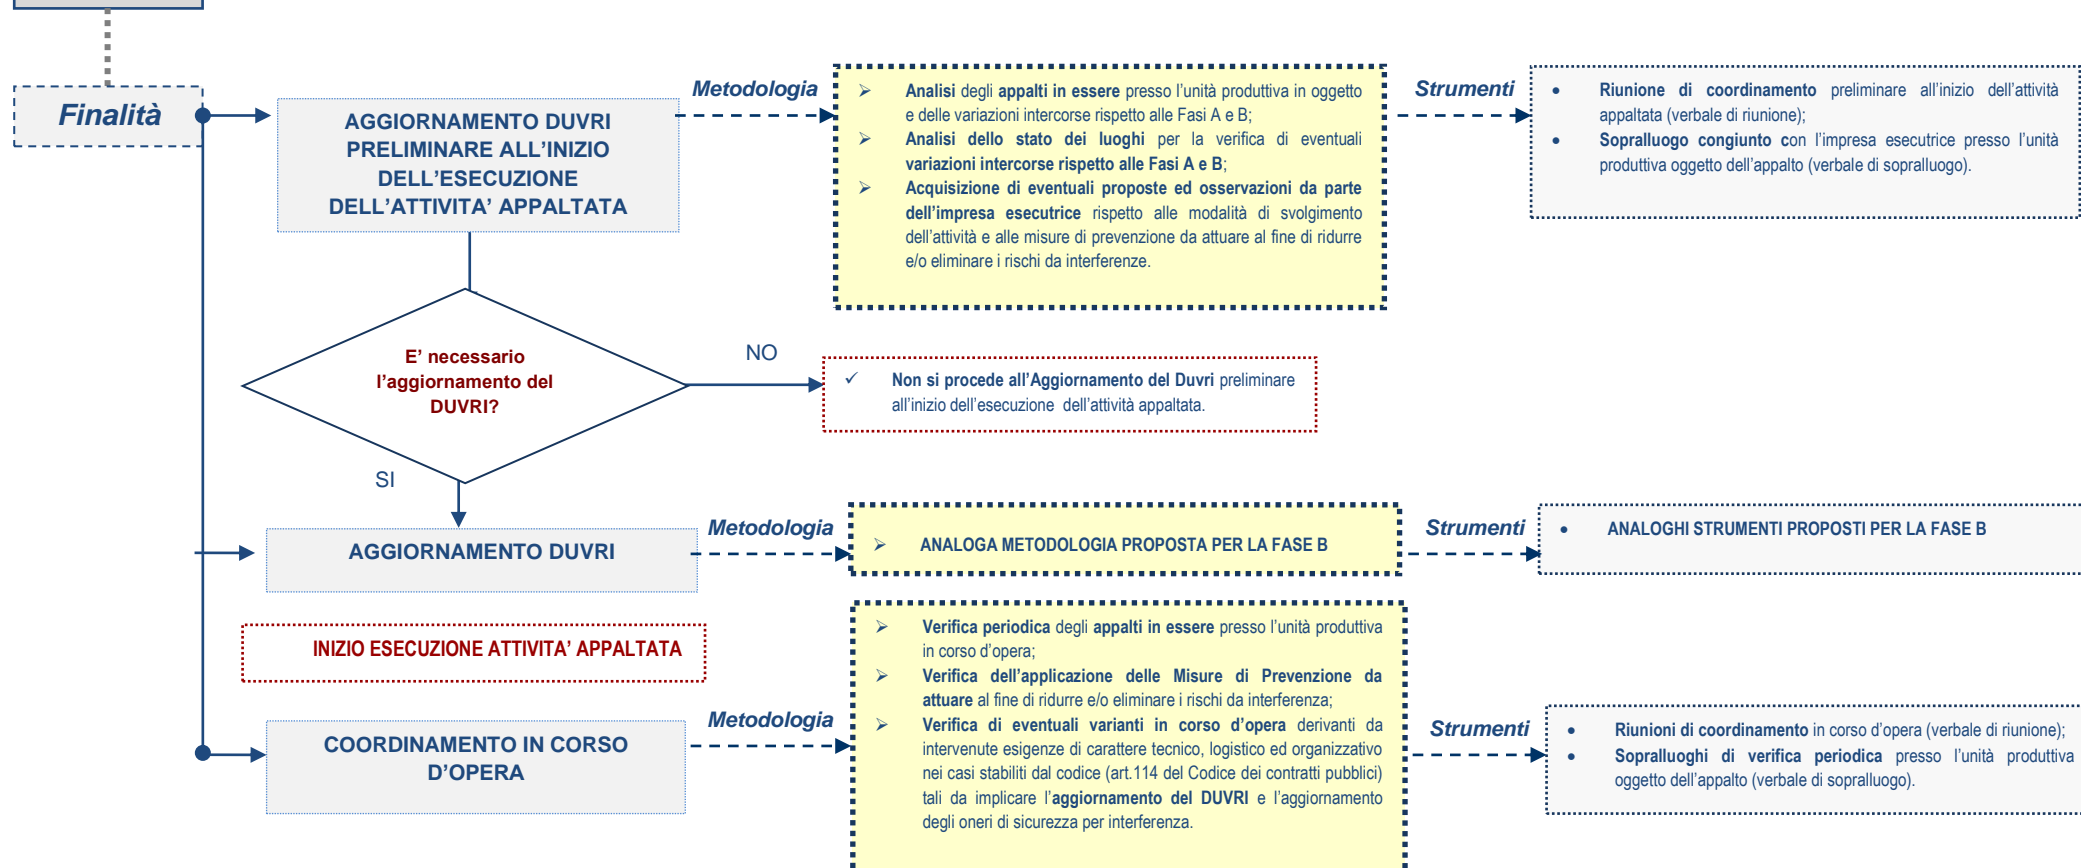 Finalità
AGGIORNAMENTO DUVRI
PRELIMINARE ALL’INIZIO
DELL’ESECUZIONE
DELL’ATTIVITA’ APPALTATA
Metodologia
➢ Analisi degli appalti in essere presso l’unità produttiva in oggetto
e delle variazioni intercorse rispetto alle Fasi A e B;
➢ Analisi dello stato dei luoghi per la verifica di eventuali
variazioni intercorse rispetto alle Fasi A e B;
➢ Acquisizione di eventuali proposte ed osservazioni da parte
dell’impresa esecutrice rispetto alle modalità di svolgimento
dell’attività e alle misure di prevenzione da attuare al fine di ridurre
e/o eliminare i rischi da interferenze.
Strumenti
• Riunione di coordinamento preliminare all’inizio dell’attività
appaltata (verbale di riunione);
• Sopralluogo congiunto con l’impresa esecutrice presso l’unità
produttiva oggetto dell’appalto (verbale di sopralluogo).
E’ necessario
l’aggiornamento del
DUVRI?
NO
✓ Non si procede all’Aggiornamento del Duvri preliminare
all’inizio dell’esecuzione dell’attività appaltata.
SI
AGGIORNAMENTO DUVRI
Metodologia
➢ ANALOGA METODOLOGIA PROPOSTA PER LA FASE B
Strumenti
• ANALOGHI STRUMENTI PROPOSTI PER LA FASE B
INIZIO ESECUZIONE ATTIVITA’ APPALTATA
COORDINAMENTO IN CORSO
D’OPERA
Metodologia
➢ Verifica periodica degli appalti in essere presso l’unità produttiva
in corso d’opera;
➢ Verifica dell’applicazione delle Misure di Prevenzione da
attuare al fine di ridurre e/o eliminare i rischi da interferenza;
➢ Verifica di eventuali varianti in corso d’opera derivanti da
intervenute esigenze di carattere tecnico, logistico ed organizzativo
nei casi stabiliti dal codice (art.114 del Codice dei contratti pubblici)
tali da implicare l’aggiornamento del DUVRI e l’aggiornamento
degli oneri di sicurezza per interferenza.
Strumenti
• Riunioni di coordinamento in corso d’opera (verbale di riunione);
• Sopralluoghi di verifica periodica presso l’unità produttiva
oggetto dell’appalto (verbale di sopralluogo).